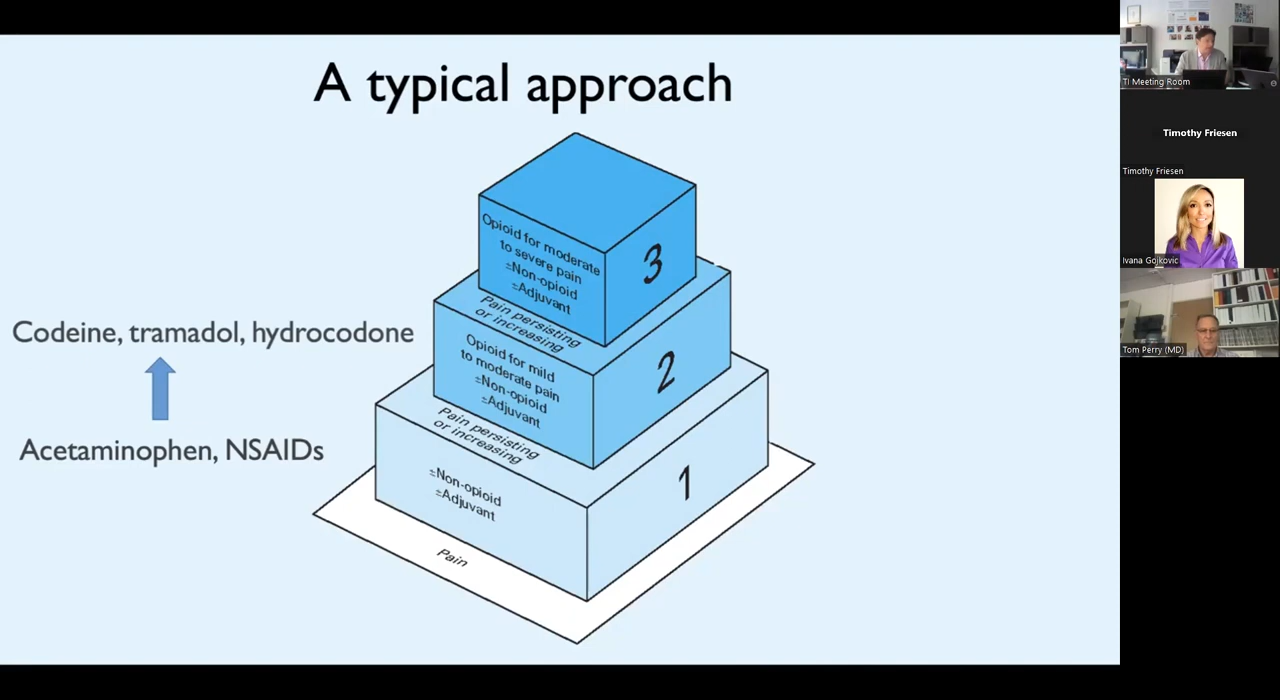 A typical approach
Opioid for moderate
to severe pain
±Non-opioid
±Adjuvant
3
Pain persisting
or increasing
Codeine, tramadol, hydrocodone
Opioid for mild
to moderate pain
±Non-opioid
±Adjuvant
2
Pain persisting
or increasing
Acetaminophen, NSAIDs
±Non-opioid
±Adjuvant
1
Pain
TI Meeting Room
Timothy Friesen
Timothy Friesen
Ivana Gojkovic
Tom Perry (MD)